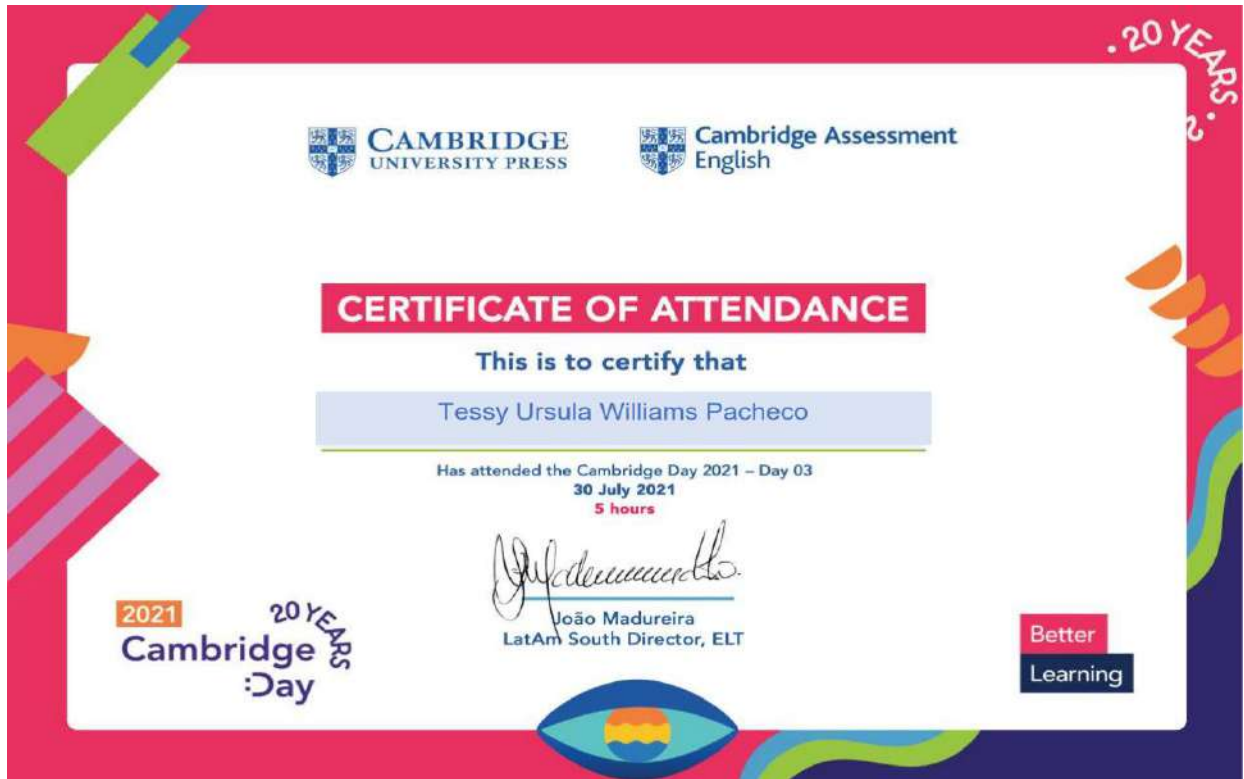 20 YEARS
2
CAMBRIDGE
UNIVERSITY PRESS
Cambridge Assessment
English
CERTIFICATE OF ATTENDANCE
This is to certify that
Tessy Ursula Williams Pacheco
Has attended the Cambridge Day 2021 – Day 03
30 July 2021
5 hours
João Madureira
LatAm South Director, ELT
2021
20 YEARS
Cambridge
:Day
Better
Learning